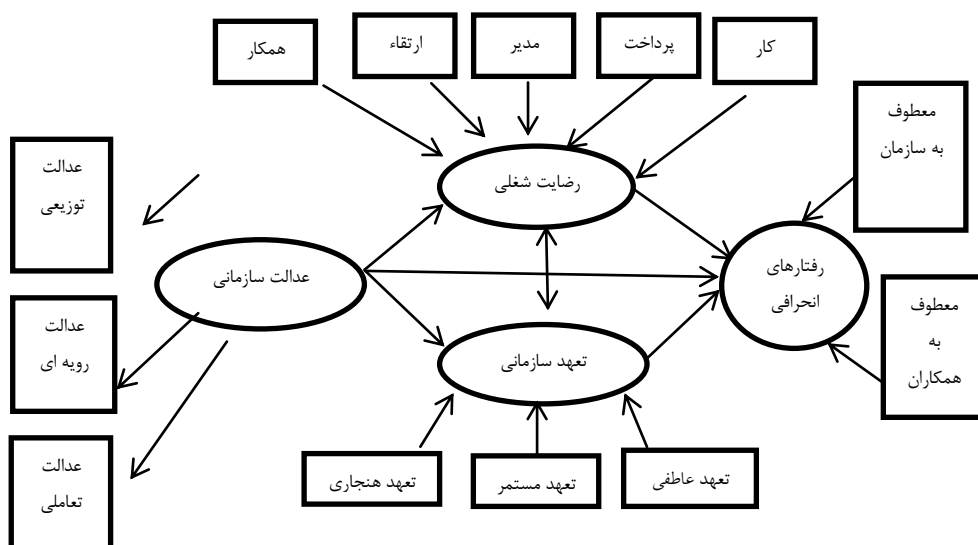 کار
پرداخت
مدیر
ارتقاء
همکار
معطوف
به سازمان
عدالت
توزیعی
رضایت شغلی
رفتارهای
انحرافی
عدالت سازمانی
معطوف
به
همکاران
عدالت
رویه ای
تعهد سازمانی
عدالت
تعاملی
تعهد عاطفی
تعهد مستمر
تعهد هنجاری